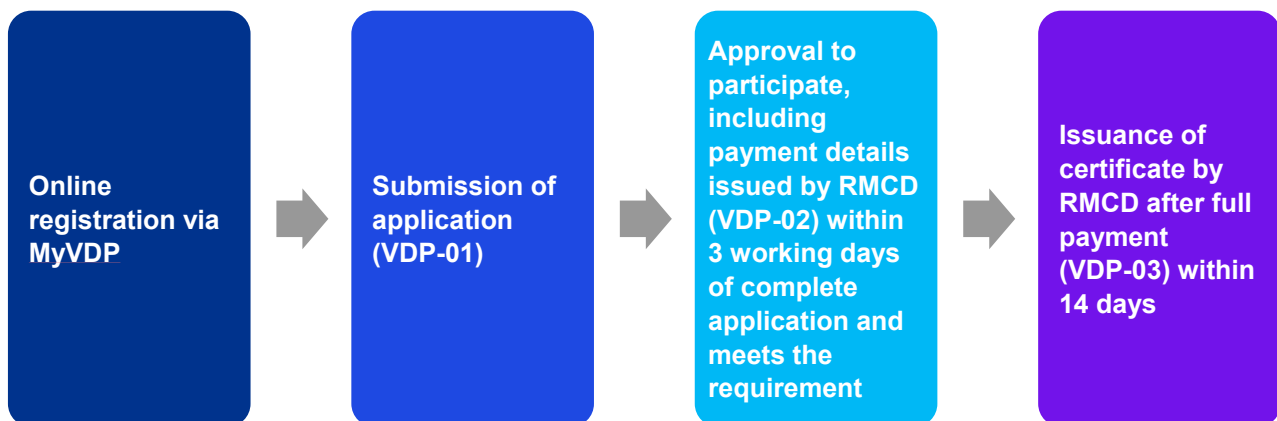 Online
registration via
MyVDP
Submission of
application
(VDP-01)
Approval to
participate,
including
payment details
issued by RMCD
(VDP-02) within
3 working days
of complete
application and
meets the
requirement
Issuance of
certificate by
RMCD after full
payment
(VDP-03) within
14 days